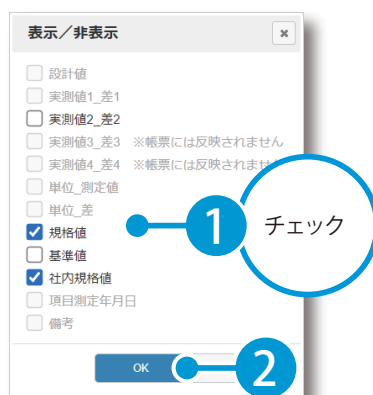 表示／非表示
×
設計値
実測値1_差1
実測値2_差2
実測値3_差3 ※帳票には反映されません
実測値4_差4 ※帳票には反映されません
単位_測定値
単位_差
規格値
1 チェック
基準値
社内規格値
項目測定年月日
備考
OK 2